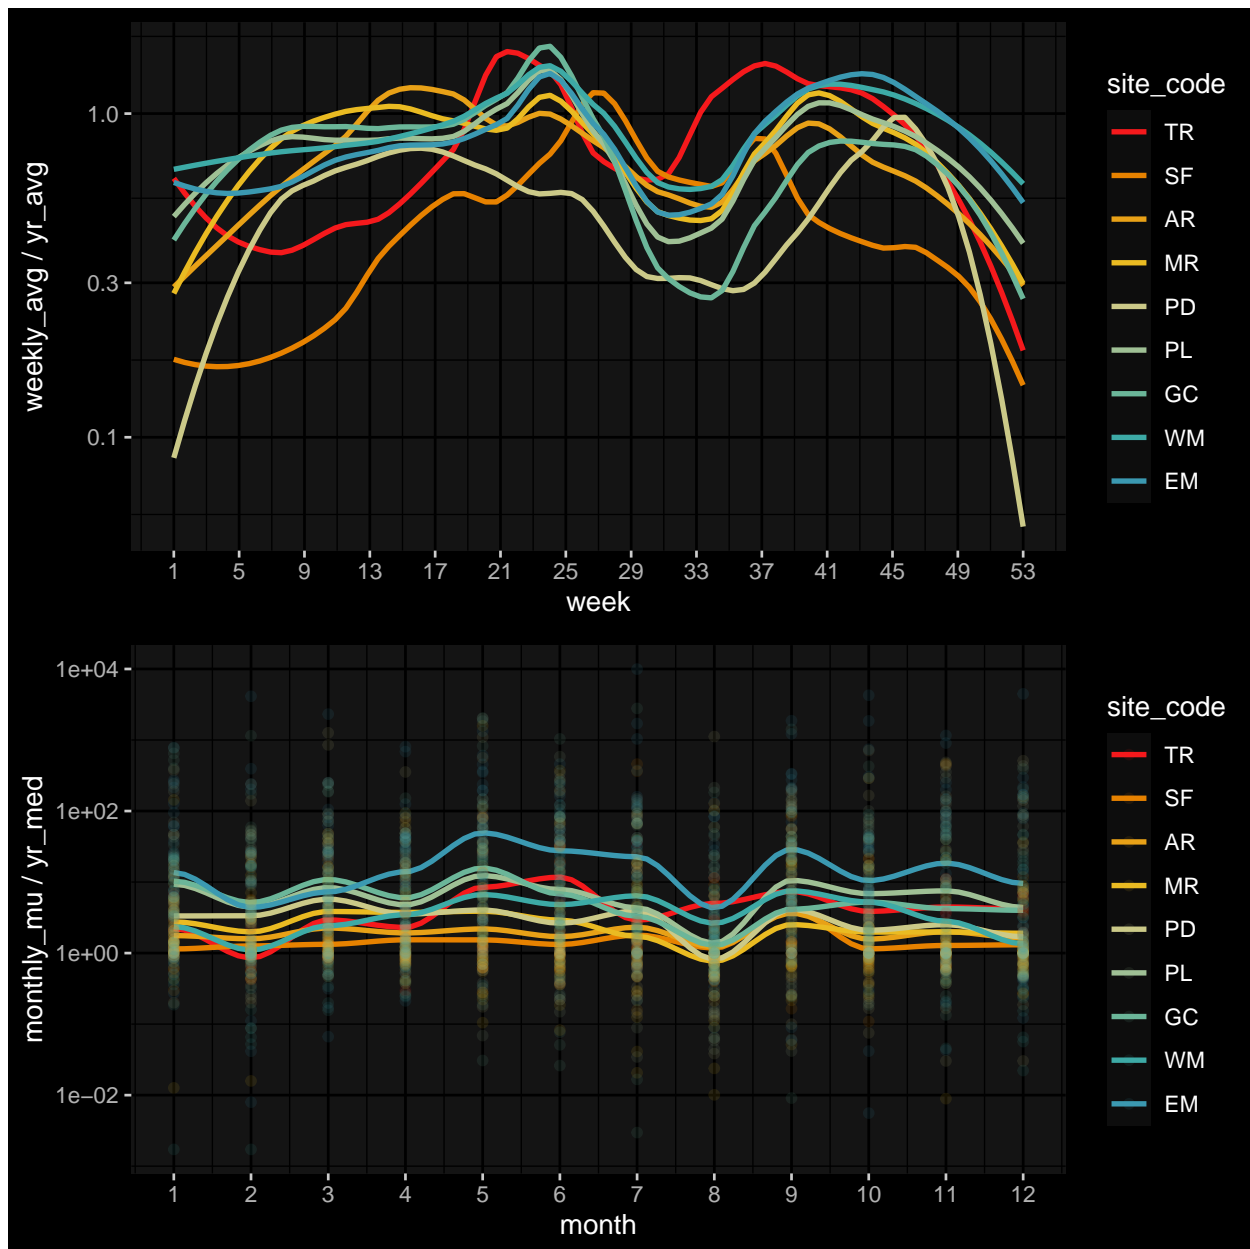 weekly_avg / yr_avg
1.0
0.3
0.1
1 5 9 13 17 21 25 29 33 37 41 45 49 53
week
site_code
TR
SF
AR
MR
PD
PL
GC
WM
EM
monthly_mu / yr_med
1e+04
1e+02
1e+00
1e−02
1 2 3 4 5 6 7 8 9 10 11 12
month
site_code
TR
SF
AR
MR
PD
PL
GC
WM
EM